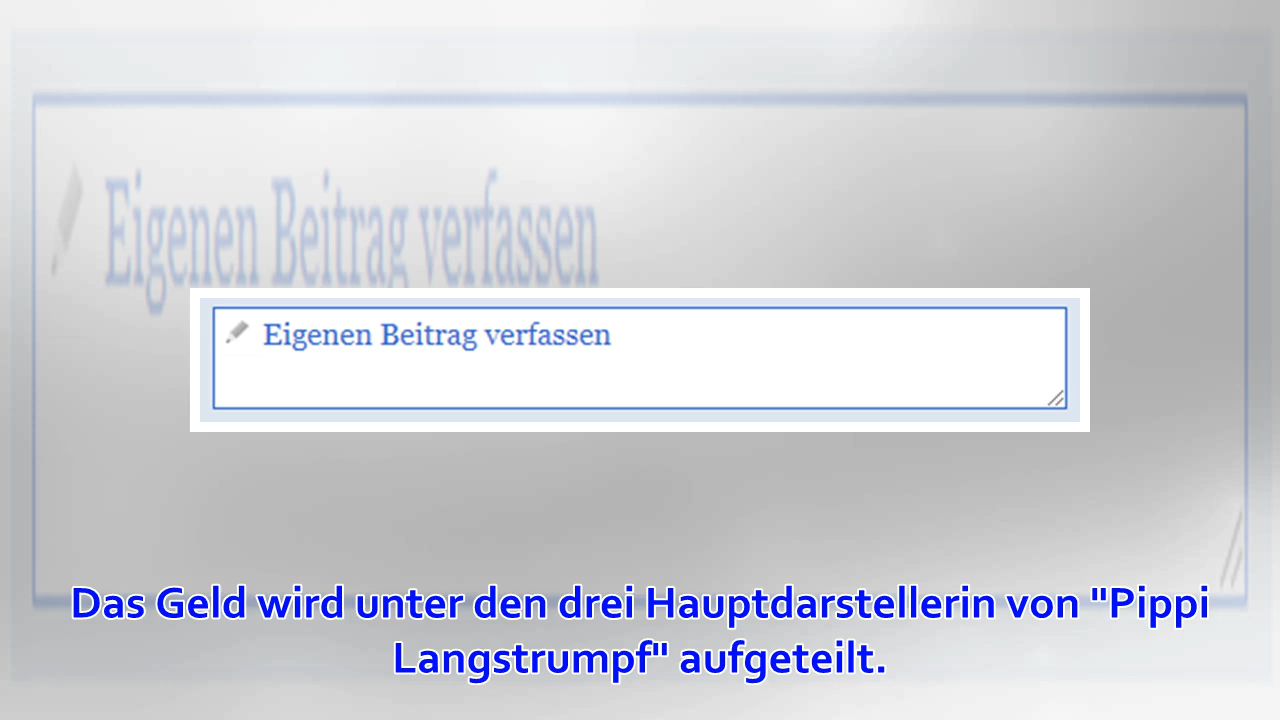 Eigenen Beitrag verfassen
Eigenen Beitrag verfassen
Das Geld wird unter den drei Hauptdarstellerin von "Pippi
Langstrumpf" aufgeteilt.